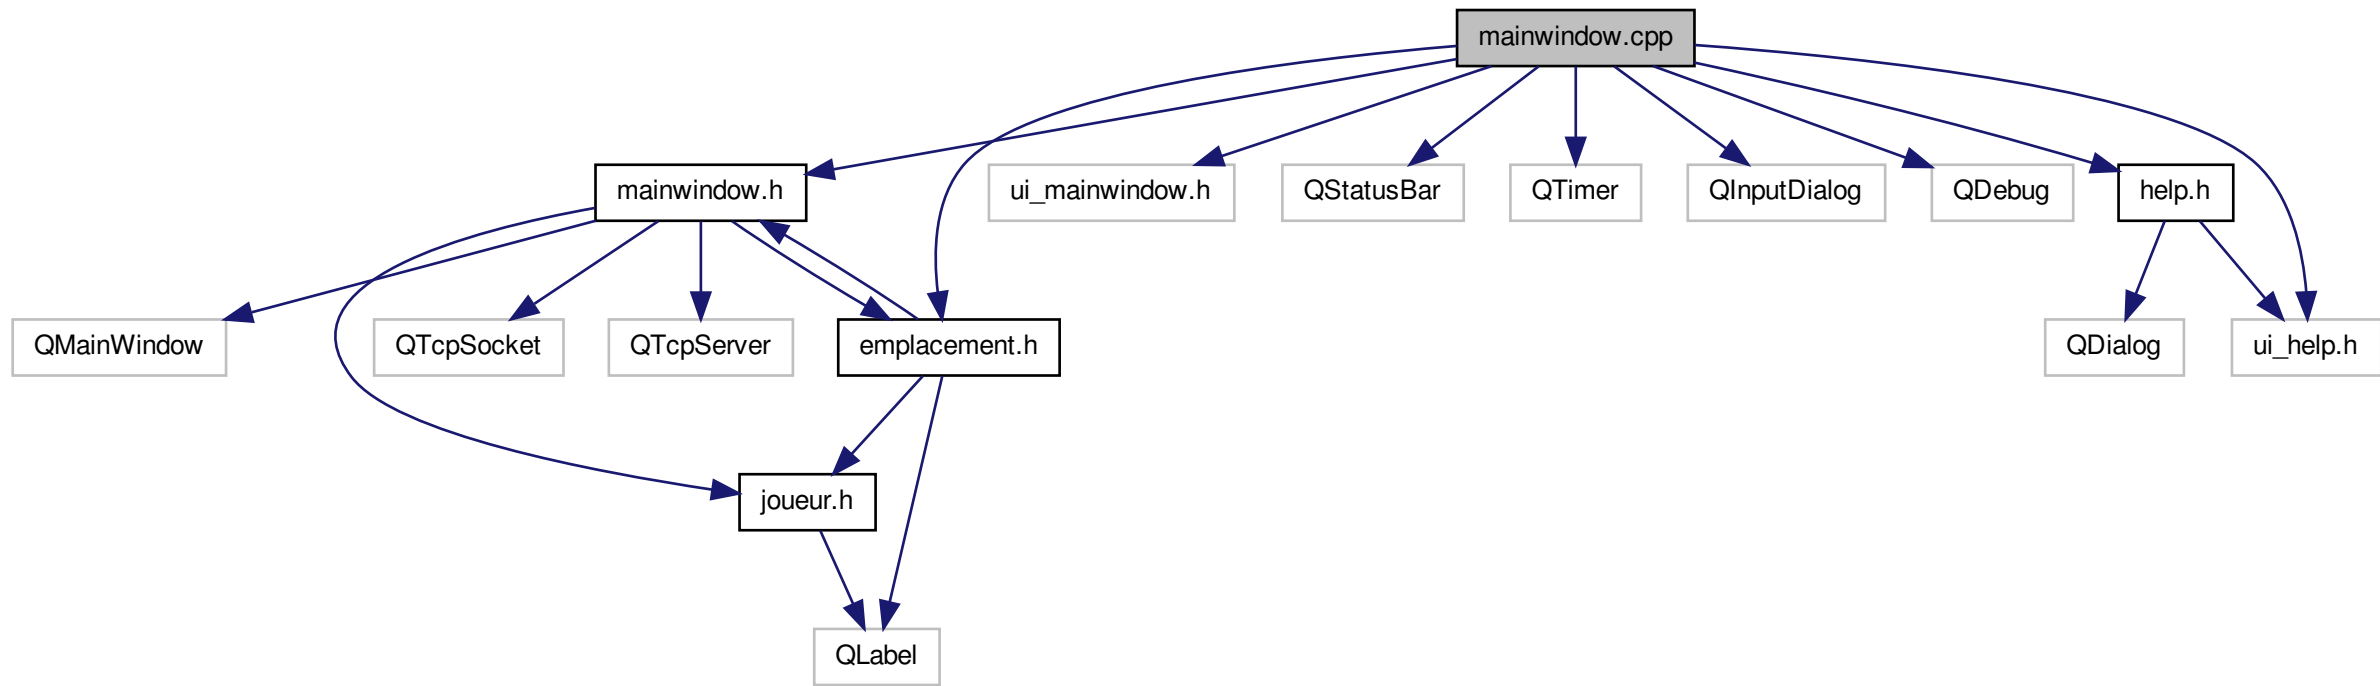 mainwindow.cpp
mainwindow.h
ui_mainwindow.h
QStatusBar
QTimer
QInputDialog
QDebug
help.h
QMainWindow
QTcpSocket
QTcpServer
emplacement.h
QDialog
ui_help.h
joueur.h
QLabel